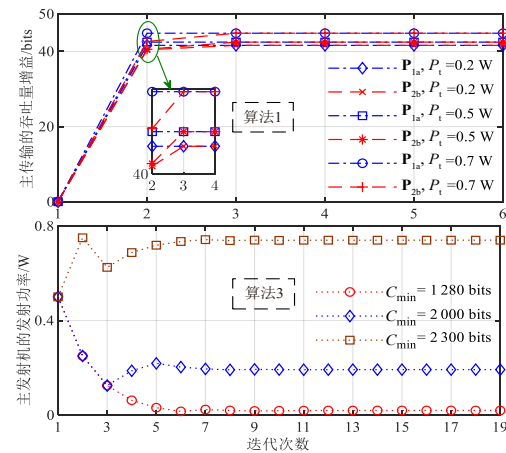 主传输的吞吐量增益/bits
50
40
20
0
P1a, Pt =0.2 W
P2b, Pt =0.2 W
P1a, Pt =0.5 W
P2b, Pt =0.5 W
P1a, Pt =0.7 W
P2b, Pt =0.7 W
算法1
40
2 3 4
1 2 3 4 5 6
主发射机的发射功率/W
0.8
0.4
0
算法3
Cmin= 1 280 bits
Cmin= 2 000 bits
Cmin= 2 300 bits
1 3 5 7 9 11 13 15 17 19
迭代次数